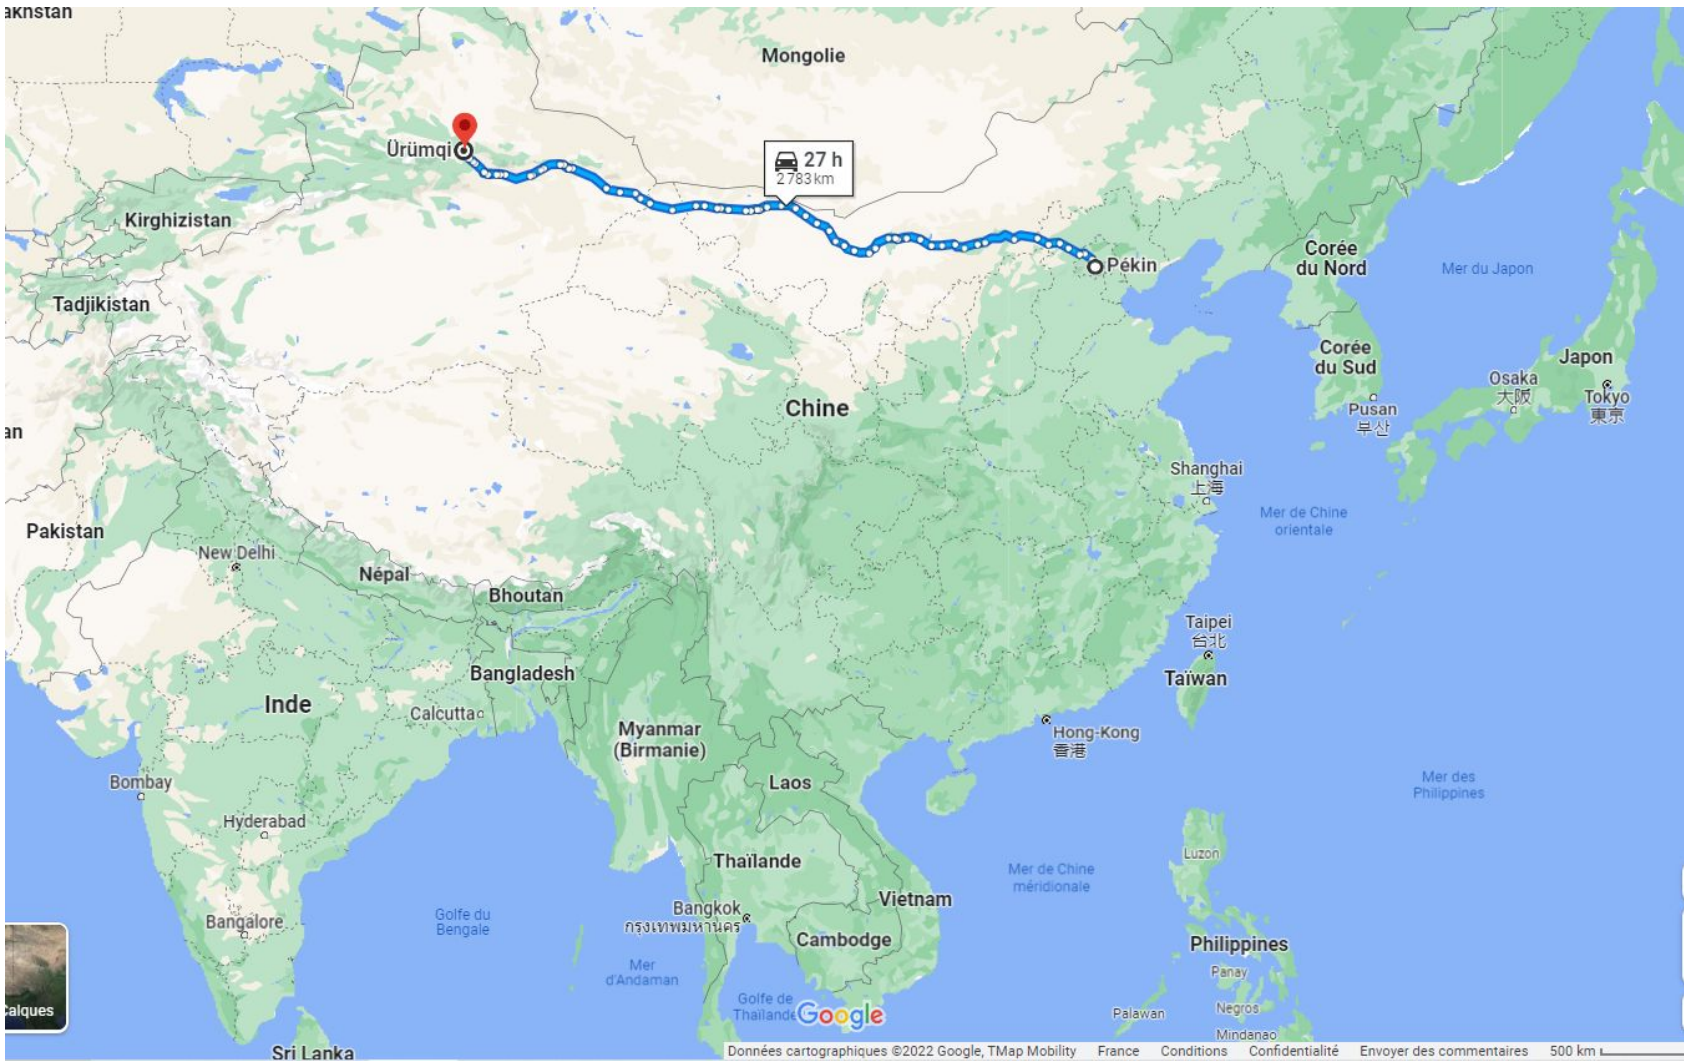 akhstan
Mongolie
Ürümqi
27 h
2 783 km
Kirghizistan
Pékin
Corée
du Nord
Mer du Japon
Tadjikistan
Corée
du Sud
Japon
Osaka
大阪
Tokyo
東京
Pusan
부산
Chine
an
Shanghai
上海
Mer de Chine
orientale
Pakistan
New Delhi
Népal
Bhoutan
Taipei
台北
Taïwan
Bangladesh
Inde
Calcutta
Myanmar
(Birmanie)
Hong-Kong
香港
Laos
Bombay
Mer des
Philippines
Hyderabad
Luzon
Thaïlande
Mer de Chine
méridionale
Vietnam
Bangkok
กรุงเทพมหานคร
Golfe du
Bengale
Bangalore
Cambodge
Philippines
Mer
d'Andaman
Panay
Calques
Golfe de
Thaïlande
Google
Palawan
Negros
Mindanao
Sri Lanka
Données cartographiques ©2022 Google, TMap Mobility France Conditions Confidentialité Envoyer des commentaires 500 km